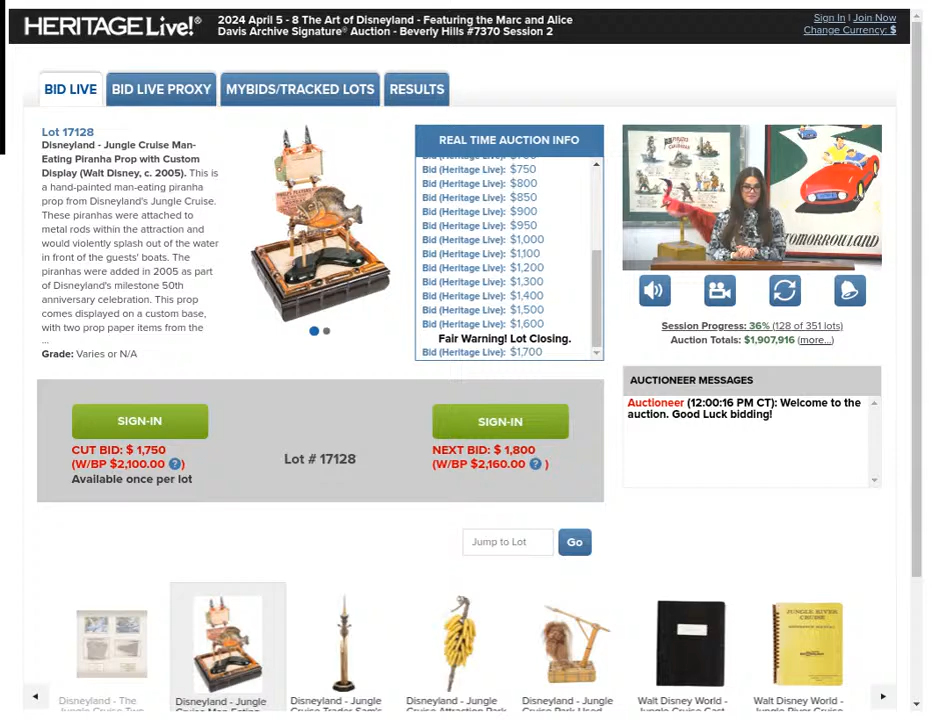 HERITAGE Live!®
2024 April 5 - 8 The Art of Disneyland - Featuring the Marc and Alice
Davis Archive Signature® Auction - Beverly Hills #7370 Session 2
Sign In | Join Now
Change Currency: $
BID LIVE
BID LIVE PROXY
MYBIDS/TRACKED LOTS
RESULTS
Lot 17128
Disneyland - Jungle Cruise Man-
Eating Piranha Prop with Custom
Display (Walt Disney, c. 2005). This is
a hand-painted man-eating piranha
prop from Disneyland's Jungle Cruise.
These piranhas were attached to
metal rods within the attraction and
would violently splash out of the water
in front of the guests' boats. The
piranhas were added in 2005 as part
of Disneyland's milestone 50th
anniversary celebration. This prop
comes displayed on a custom base,
with two prop paper items from the
...
Grade: Varies or N/A
REAL TIME AUCTION INFO
Bid (Heritage Live): $750
Bid (Heritage Live): $800
Bid (Heritage Live): $850
Bid (Heritage Live): $900
Bid (Heritage Live): $950
Bid (Heritage Live): $1,000
Bid (Heritage Live): $1,100
Bid (Heritage Live): $1,200
Bid (Heritage Live): $1,300
Bid (Heritage Live): $1,400
Bid (Heritage Live): $1,500
Bid (Heritage Live): $1,600
Fair Warning! Lot Closing.
Bid (Heritage Live): $1,700
TOMORROWLAND
Session Progress: 36% (128 of 351 lots)
Auction Totals: $1,907,916 (more...)
AUCTIONEER MESSAGES
Auctioneer (12:00:16 PM CT): Welcome to the
auction. Good Luck bidding!
SIGN-IN
CUT BID: $ 1,750
(W/BP $2,100.00 ?)
Available once per lot
Lot # 17128
SIGN-IN
NEXT BID: $ 1,800
(W/BP $2,160.00 ? )
Jump to Lot
Go
JUNGLE RIVER
CRUISE
Disneyland - The
Disneyland - Jungle
Disneyland - Jungle
Disneyland - Jungle
Disneyland - Jungle
Walt Disney World -
Walt Disney World -